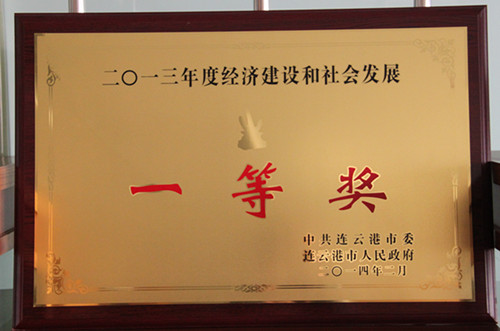 二〇一三年度经济建设和社会发展
一等奖
中共连云港市委
连云港市人民政府
二〇一四年二月